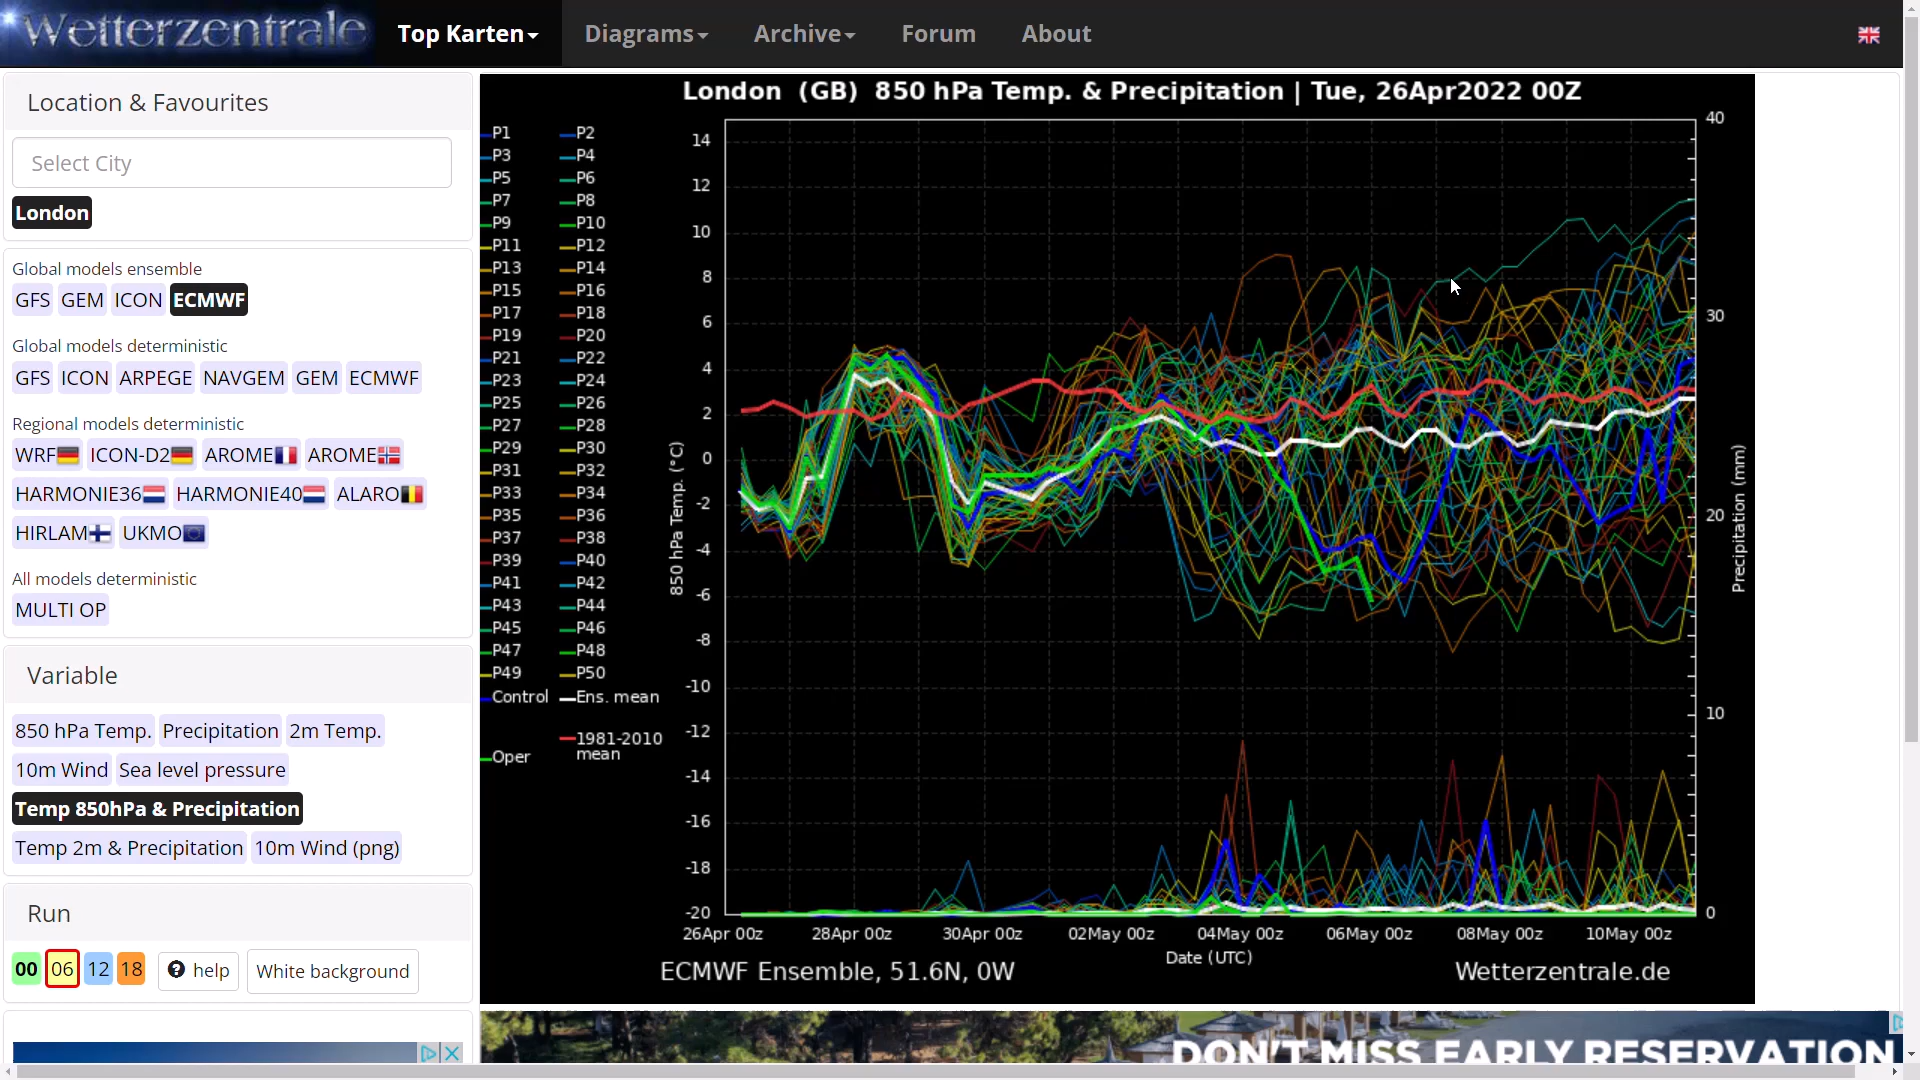 Wetterzentrale
Top Karten
Diagrams
Archive
Forum
About
Location & Favourites
Select City
London
Global models ensemble
GFS GEM ICON ECMWF
Global models deterministic
GFS ICON ARPEGE NAVGEM GEM ECMWF
Regional models deterministic
WRF ICON-D2 AROME AROME
HARMONIE36 HARMONIE40 ALARO
HIRLAM UKMO
All models deterministic
MULTI OP
Variable
850 hPa Temp. Precipitation 2m Temp.
10m Wind Sea level pressure
Temp 850hPa & Precipitation
Temp 2m & Precipitation 10m Wind (png)
Run
00 06 12 18 help White background
London (GB) 850 hPa Temp. & Precipitation | Tue, 26Apr2022 00Z
P1 P2
P3 P4
P5 P6
P7 P8
P9 P10
P11 P12
P13 P14
P15 P16
P17 P18
P19 P20
P21 P22
P23 P24
P25 P26
P27 P28
P29 P30
P31 P32
P33 P34
P35 P36
P37 P38
P39 P40
P41 P42
P43 P44
P45 P46
P47 P48
P49 P50
Control Ens. mean
1981-2010
mean
Oper
850 hPa Temp. (°C)
14
12
10
8
6
4
2
0
-2
-4
-6
-8
-10
-12
-14
-16
-18
-20
40
30
20
10
0
Precipitation (mm)
26Apr 00z 28Apr 00z 30Apr 00z 02May 00z 04May 00z 06May 00z 08May 00z 10May 00z
Date (UTC)
ECMWF Ensemble, 51.6N, 0W
Wetterzentrale.de
DON'T MISS EARLY RESERVATION